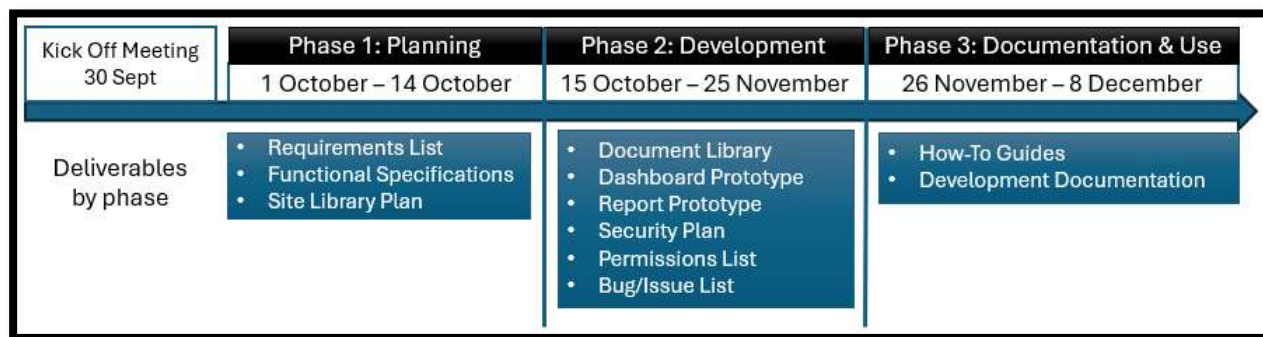 Kick Off Meeting
30 Sept
Phase 1: Planning
1 October – 14 October
Phase 2: Development
15 October – 25 November
Phase 3: Documentation & Use
26 November – 8 December
Deliverables
by phase
• Requirements List
• Functional Specifications
• Site Library Plan
• Document Library
• Dashboard Prototype
• Report Prototype
• Security Plan
• Permissions List
• Bug/Issue List
• How-To Guides
• Development Documentation